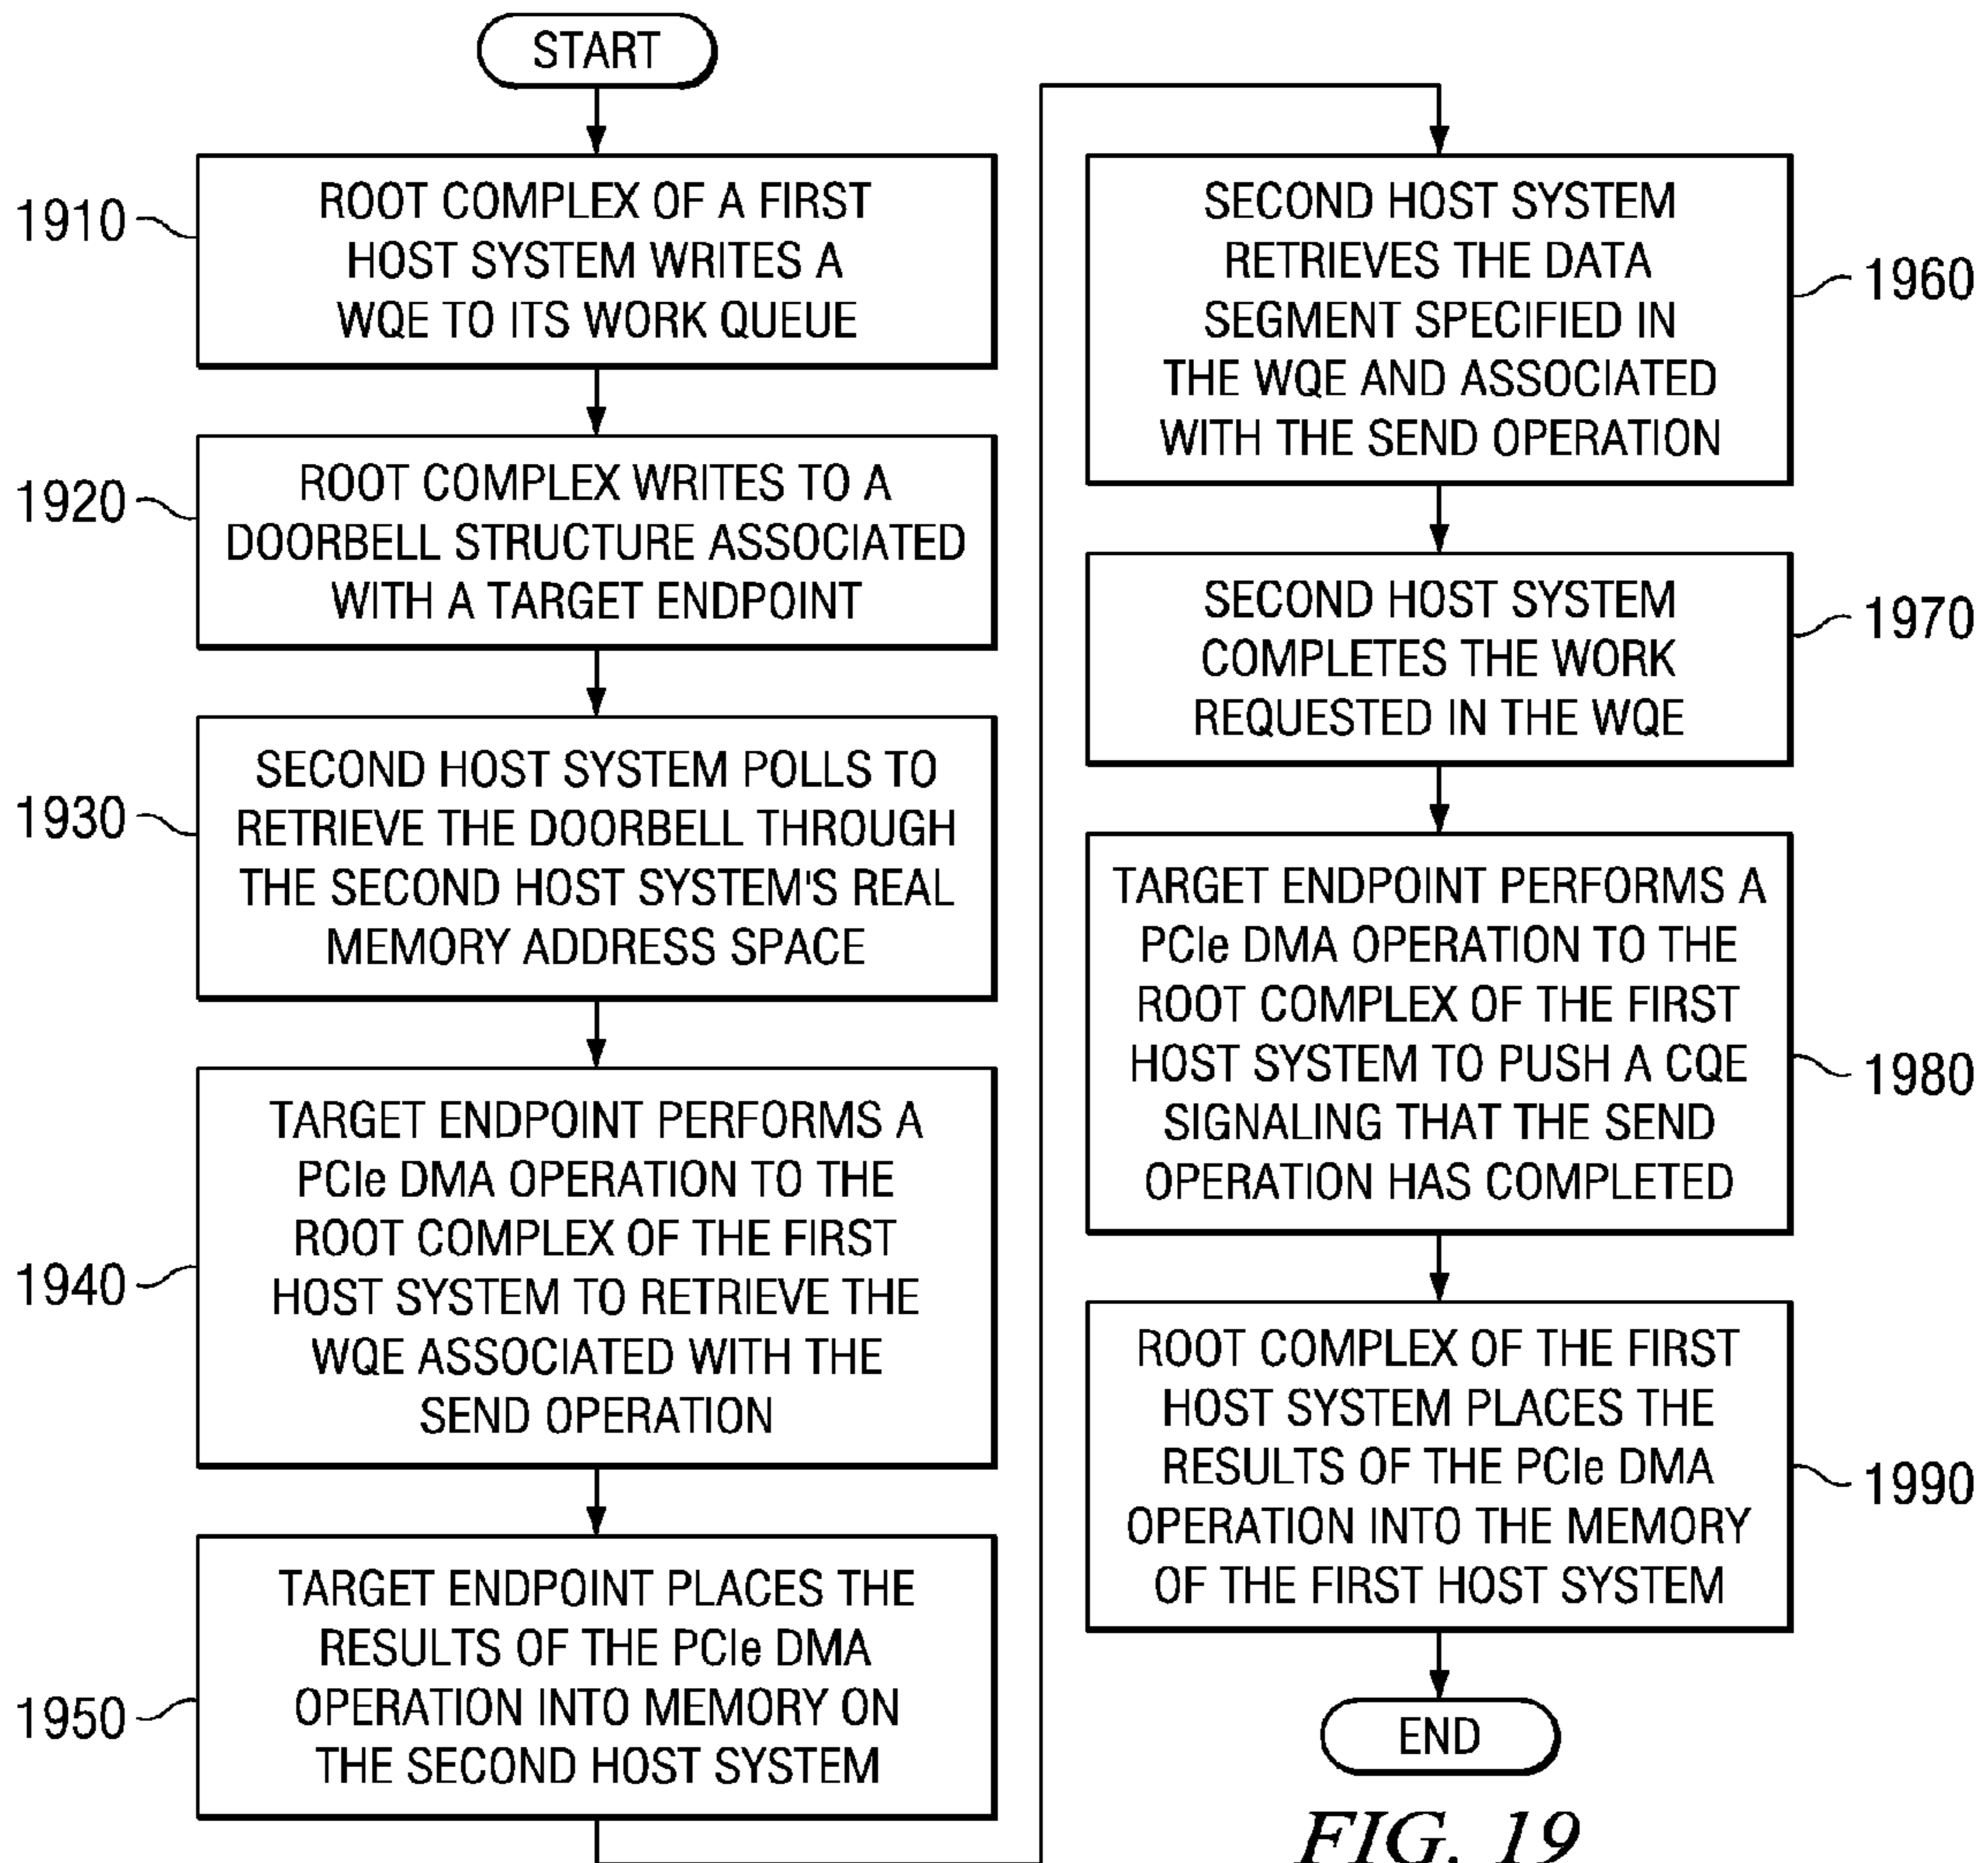 START
1910
ROOT COMPLEX OF A FIRST
HOST SYSTEM WRITES A
WQE TO ITS WORK QUEUE
1920
ROOT COMPLEX WRITES TO A
DOORBELL STRUCTURE ASSOCIATED
WITH A TARGET ENDPOINT
1930
SECOND HOST SYSTEM POLLS TO
RETRIEVE THE DOORBELL THROUGH
THE SECOND HOST SYSTEM'S REAL
MEMORY ADDRESS SPACE
1940
TARGET ENDPOINT PERFORMS A
PCIe DMA OPERATION TO THE
ROOT COMPLEX OF THE FIRST
HOST SYSTEM TO RETRIEVE THE
WQE ASSOCIATED WITH THE
SEND OPERATION
1950
TARGET ENDPOINT PLACES THE
RESULTS OF THE PCIe DMA
OPERATION INTO MEMORY ON
THE SECOND HOST SYSTEM
SECOND HOST SYSTEM
RETRIEVES THE DATA
SEGMENT SPECIFIED IN
THE WQE AND ASSOCIATED
WITH THE SEND OPERATION
1960
SECOND HOST SYSTEM
COMPLETES THE WORK
REQUESTED IN THE WQE
1970
TARGET ENDPOINT PERFORMS A
PCIe DMA OPERATION TO THE
ROOT COMPLEX OF THE FIRST
HOST SYSTEM TO PUSH A CQE
SIGNALING THAT THE SEND
OPERATION HAS COMPLETED
1980
ROOT COMPLEX OF THE FIRST
HOST SYSTEM PLACES THE
RESULTS OF THE PCIe DMA
OPERATION INTO THE MEMORY
OF THE FIRST HOST SYSTEM
1990
END
FIG. 19